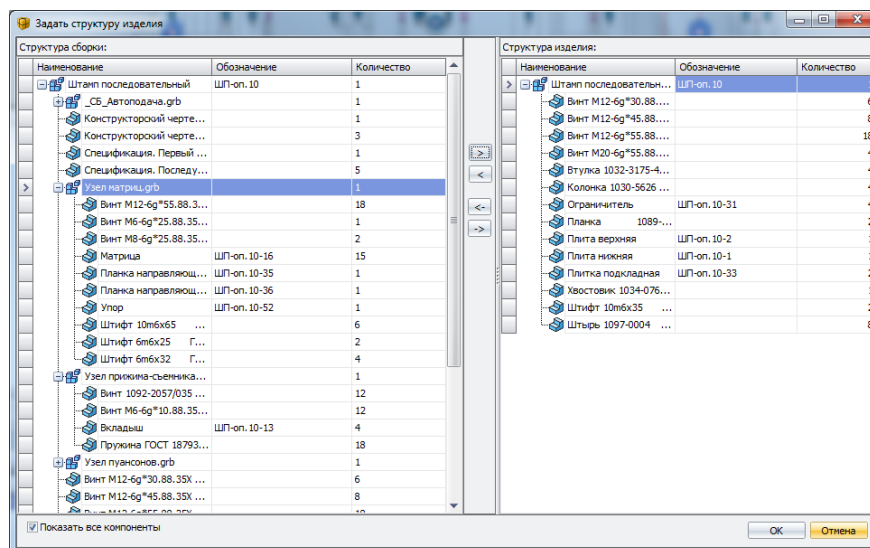 Задать структуру изделия
Структура сборки:
Наименование Обозначение Количество
Штамп последовательный ШП-оп.10 1
_СБ_Автоподача.grb 1
Конструкторский черте... 1
Конструкторский черте... 3
Спецификация. Первый ... 1
Спецификация. Последу... 5
Узел матриц.grb 1
Винт М12-6g*55.88.3... 18
Винт М6-6g*25.88.35... 1
Винт М8-6g*25.88.35... 2
Матрица ШП-оп.10-16 15
Планка направляющ... ШП-оп.10-35 1
Планка направляющ... ШП-оп.10-36 1
Упор ШП-оп.10-52 1
Штифт 10m6x65 ... 6
Штифт 6m6x25 Г... 2
Штифт 6m6x32 Г... 4
Узел прижима-съемника... 1
Винт 1092-2057/035 ... 12
Винт М6-6g*10.88.35... 12
Вкладыш ШП-оп.10-13 4
Пружина ГОСТ 18793... 18
Узел пуансонов.grb 1
Винт М12-6g*30.88.35Х ... 6
Винт М12-6g*45.88.35Х ... 8
> < <- ->
Структура изделия:
Наименование Обозначение Количество
Штамп последовательн... ШП-оп.10
Винт М12-6g*30.88....
Винт М12-6g*45.88....
Винт М12-6g*55.88....
Винт М20-6g*55.88....
Втулка 1032-3175-4...
Колонка 1030-5626 ...
Ограничитель ШП-оп.10-31
Планка 1089-...
Плита верхняя ШП-оп.10-2
Плита нижняя ШП-оп.10-1
Плитка подкладная ШП-оп.10-33
Хвостовик 1034-076...
Штифт 10m6x35 ...
Штырь 1097-0004 ...
Показать все компоненты
ОК Отмена